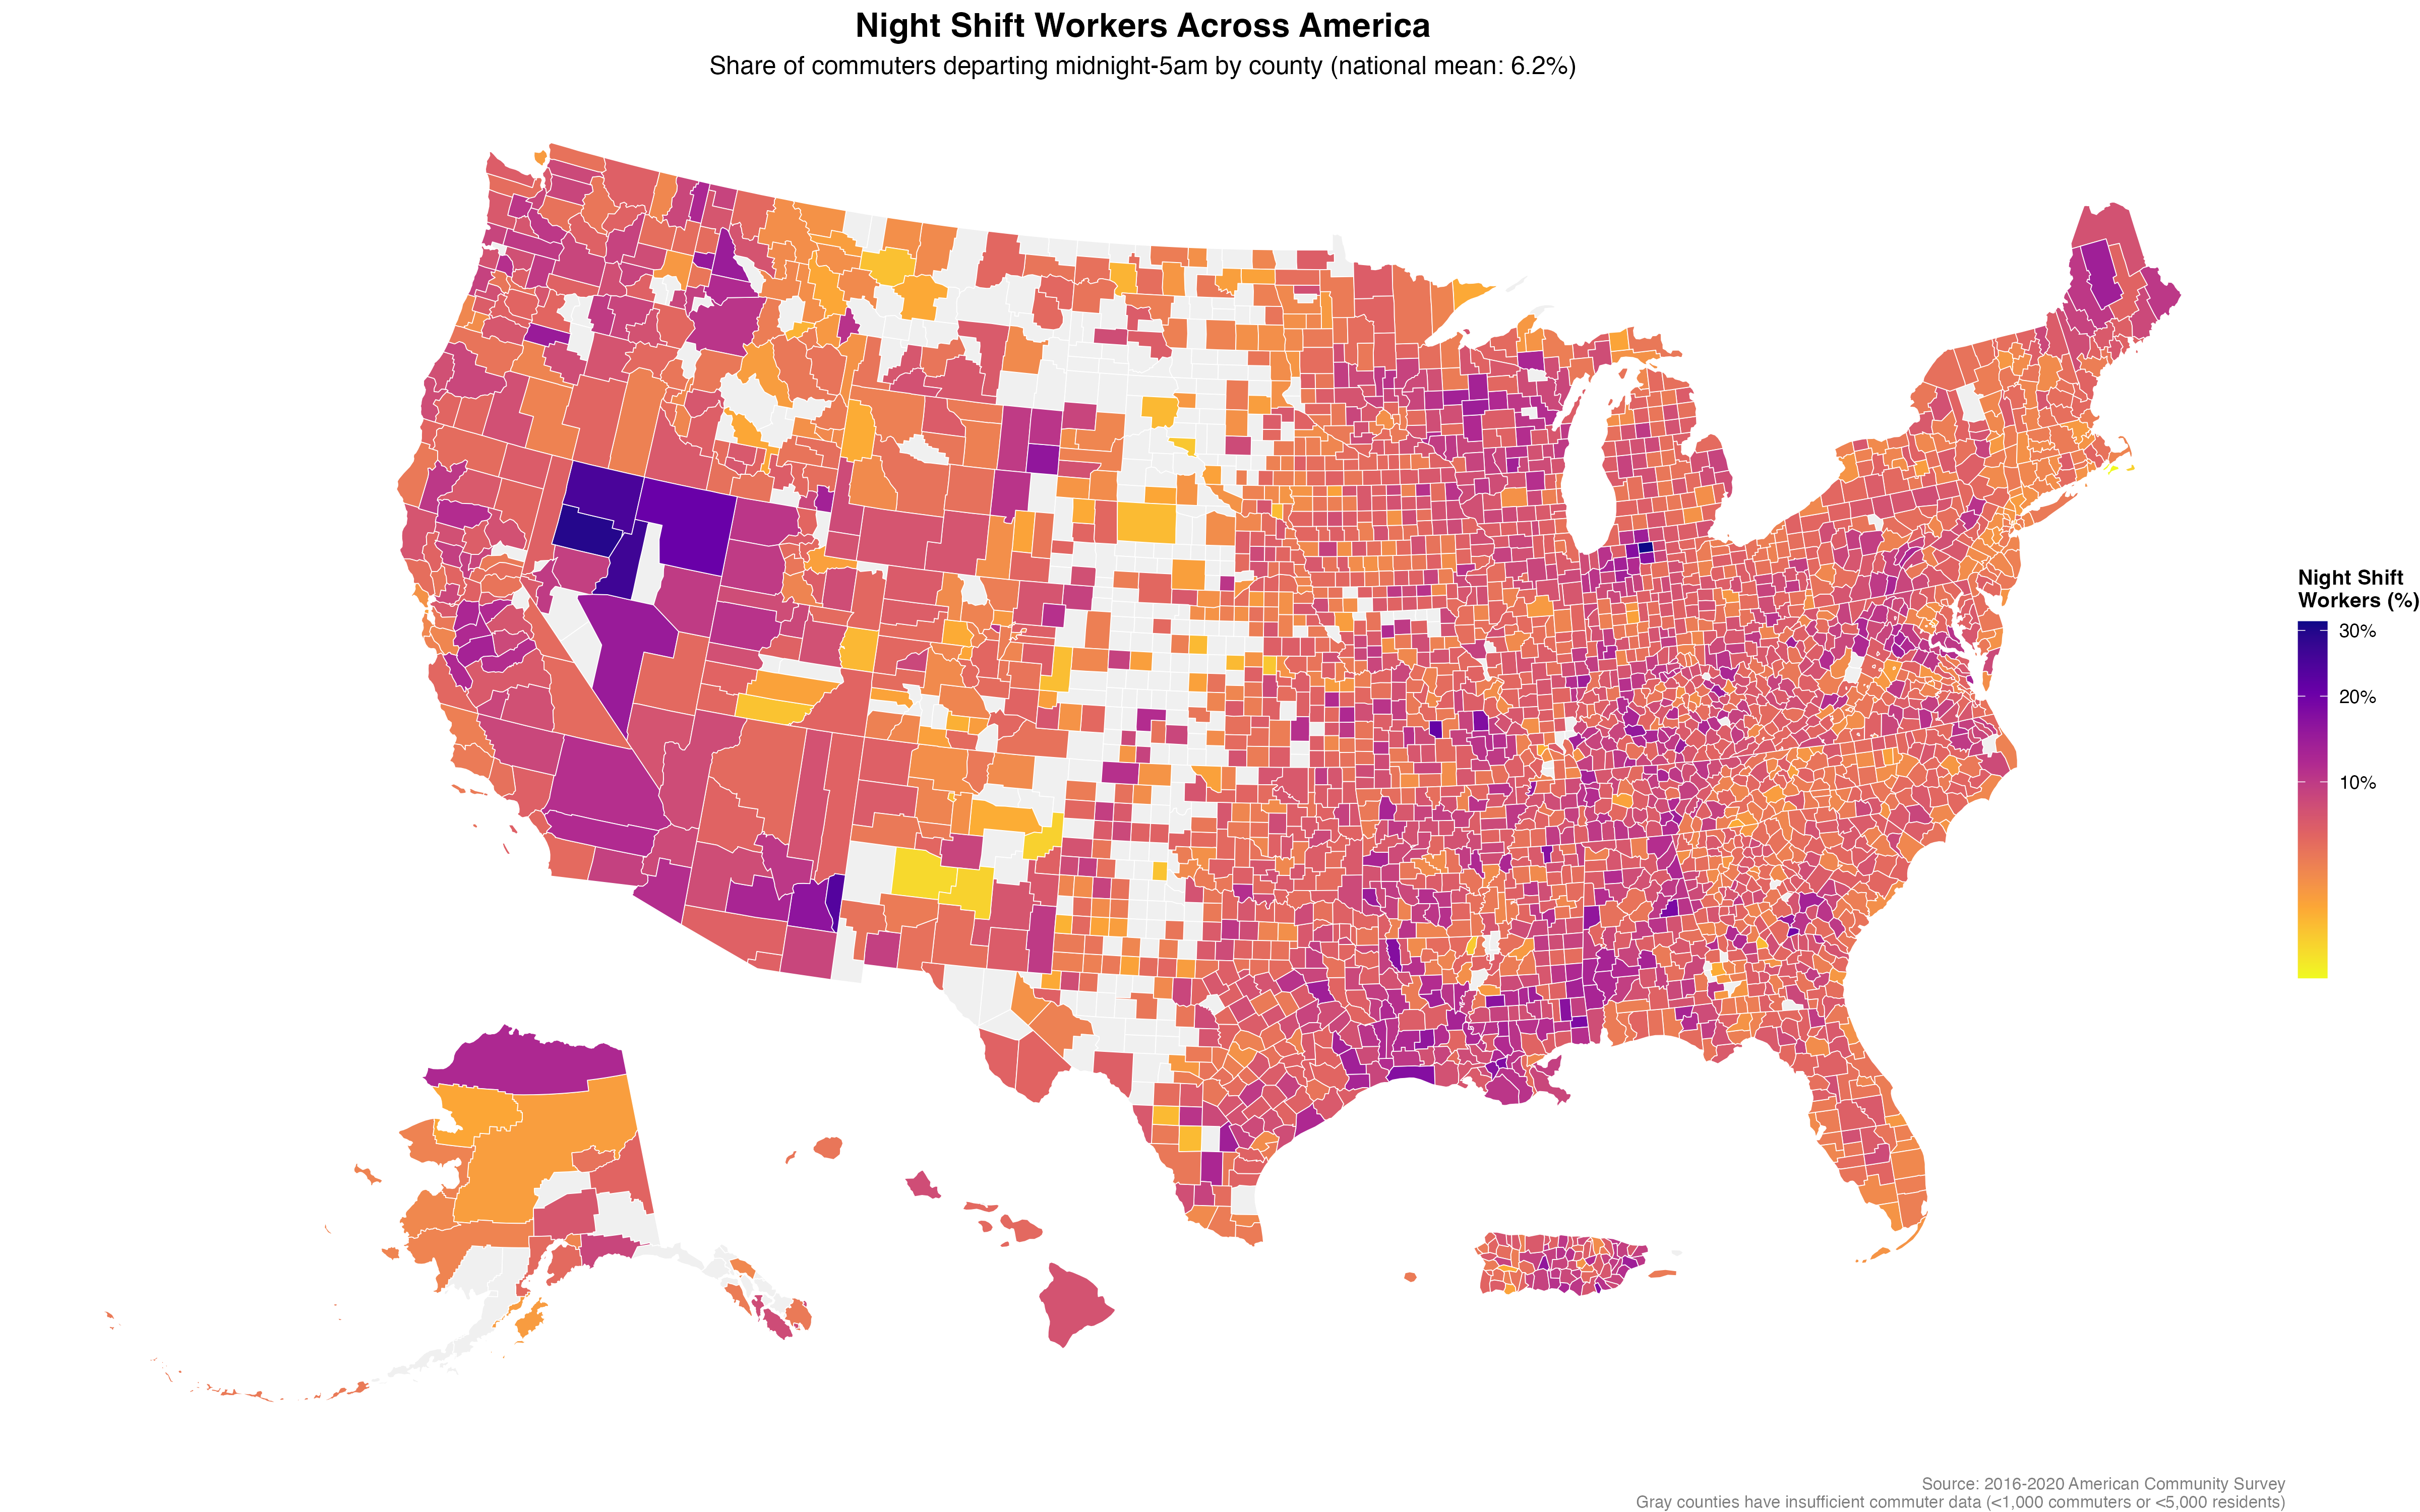 Night Shift Workers Across America
Share of commuters departing midnight-5am by county (national mean: 6.2%)
Night Shift
Workers (%)
30%
20%
10%
Source: 2016-2020 American Community Survey
Gray counties have insufficient commuter data (<1,000 commuters or <5,000 residents)